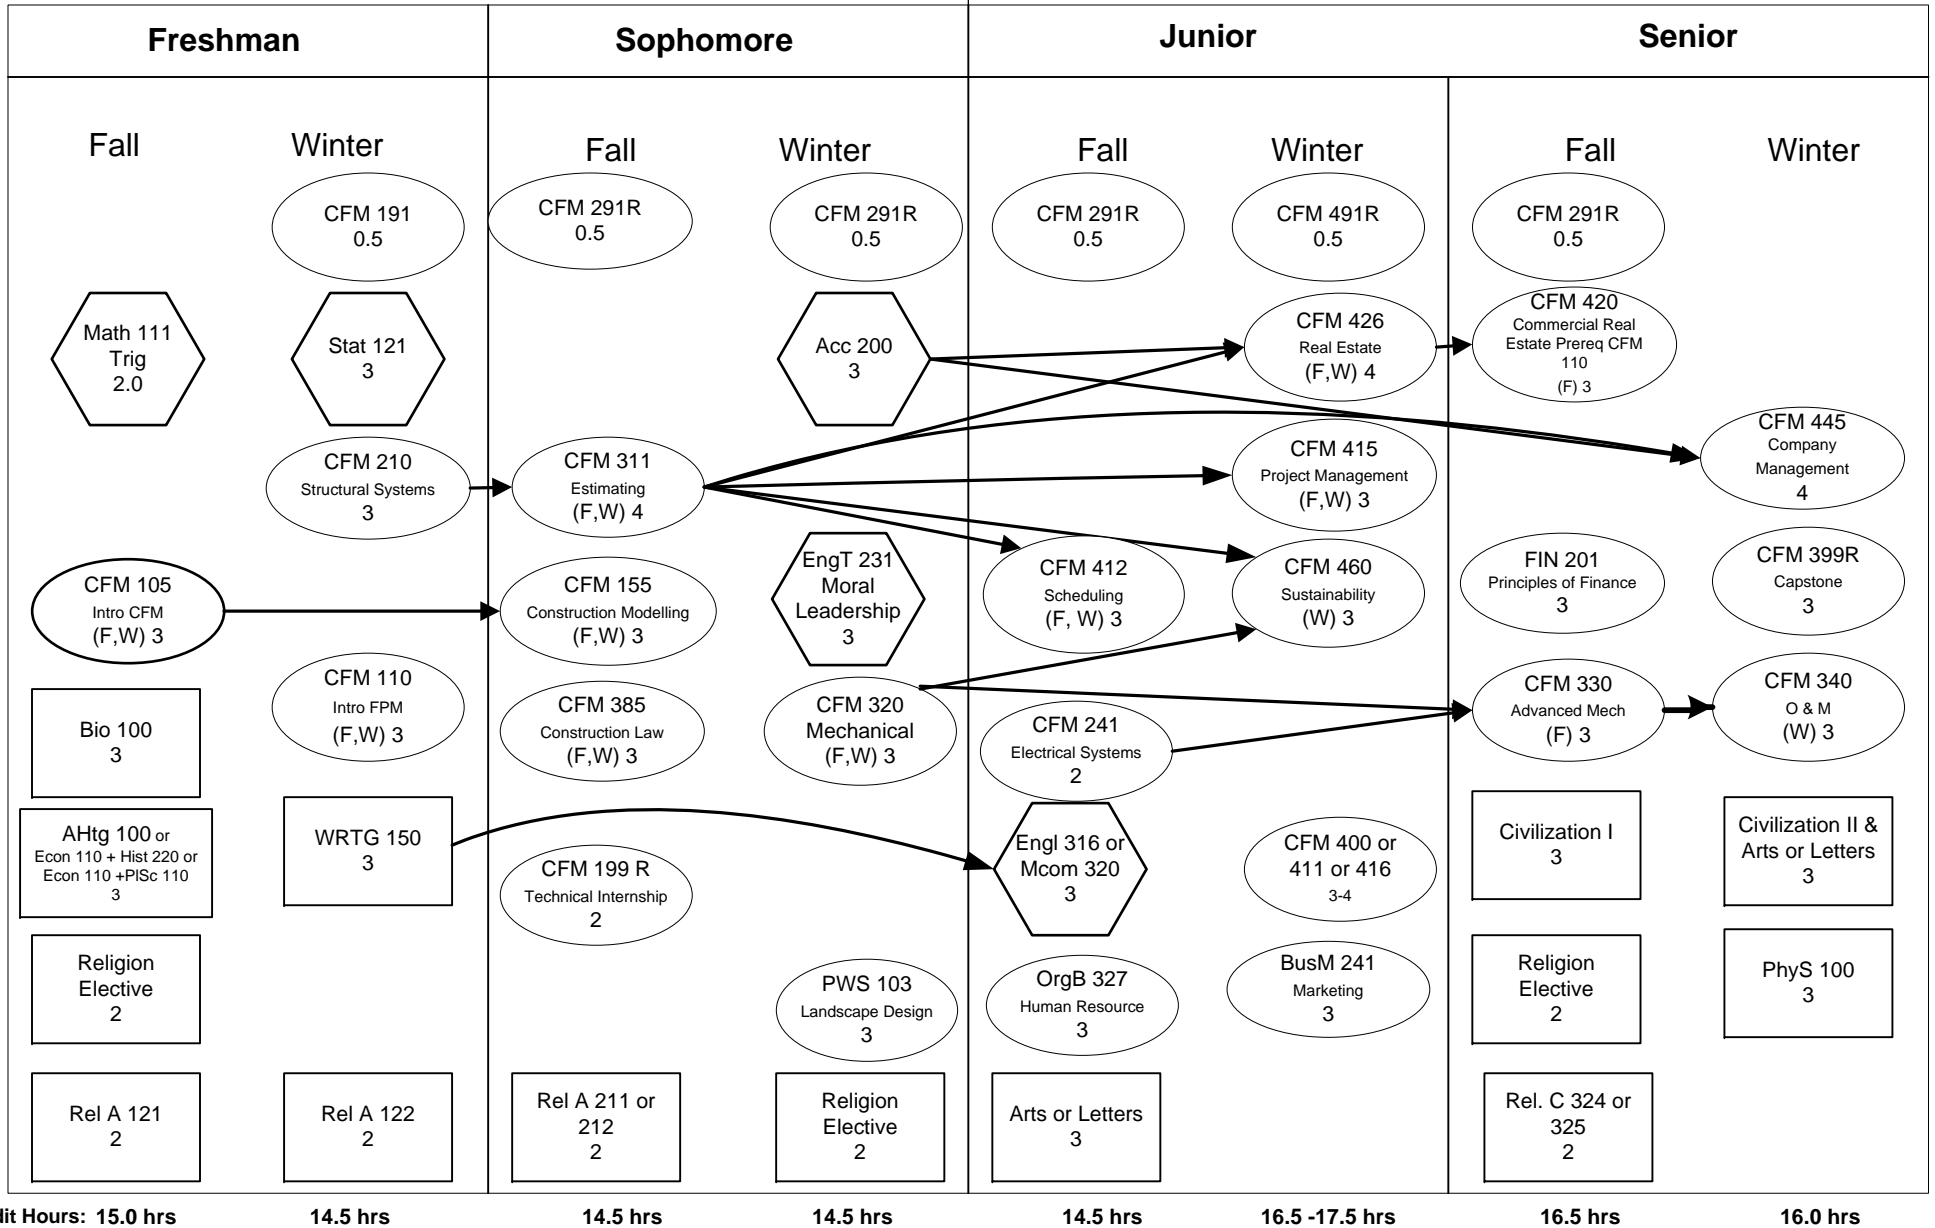 Freshman
Sophomore
Junior
Senior
Fall
Winter
Fall
Winter
Fall
Winter
Fall
Winter
CFM 191
0.5
CFM 291R
0.5
CFM 291R
0.5
CFM 291R
0.5
CFM 491R
0.5
CFM 291R
0.5
Math 111
Trig
2.0
Stat 121
3
Acc 200
3
CFM 426
Real Estate
(F,W) 4
CFM 420
Commercial Real
Estate Prereq CFM
110
(F) 3
CFM 210
Structural Systems
3
CFM 311
Estimating
(F,W) 4
CFM 415
Project Management
(F,W) 3
CFM 445
Company
Management
4
CFM 105
Intro CFM
(F,W) 3
CFM 155
Construction Modelling
(F,W) 3
EngT 231
Moral
Leadership
3
CFM 412
Scheduling
(F, W) 3
CFM 460
Sustainability
(W) 3
FIN 201
Principles of Finance
3
CFM 399R
Capstone
3
Bio 100
3
CFM 110
Intro FPM
(F,W) 3
CFM 385
Construction Law
(F,W) 3
CFM 320
Mechanical
(F,W) 3
CFM 241
Electrical Systems
2
CFM 330
Advanced Mech
(F) 3
CFM 340
O & M
(W) 3
AHtg 100 or
Econ 110 + Hist 220 or
Econ 110 +PlSc 110
3
WRTG 150
3
CFM 199 R
Technical Internship
2
Engl 316 or
Mcom 320
3
CFM 400 or
411 or 416
3-4
Civilization I
3
Civilization II &
Arts or Letters
3
Religion
Elective
2
PWS 103
Landscape Design
3
OrgB 327
Human Resource
3
BusM 241
Marketing
3
Religion
Elective
2
PhyS 100
3
Rel A 121
2
Rel A 122
2
Rel A 211 or
212
2
Religion
Elective
2
Arts or Letters
3
Rel. C 324 or
325
2
dit Hours: 15.0 hrs
14.5 hrs
14.5 hrs
14.5 hrs
14.5 hrs
16.5 -17.5 hrs
16.5 hrs
16.0 hrs